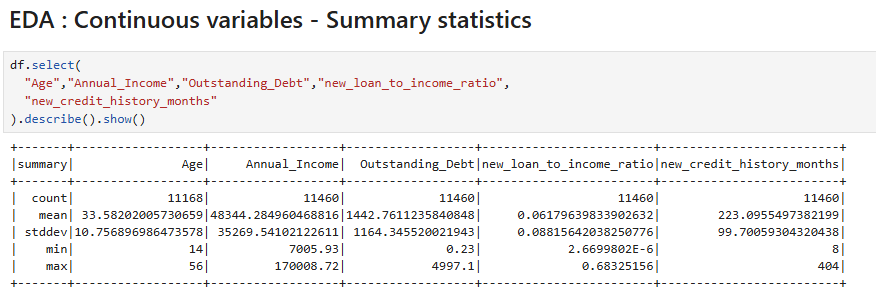 EDA : Continuous variables - Summary statistics
df.select(
"Age","Annual_Income","Outstanding_Debt","new_loan_to_income_ratio",
"new_credit_history_months"
).describe().show()
+-------+-----------------+-----------------+-----------------+------------------------+-------------------------+
|summary| Age| Annual_Income| Outstanding_Debt|new_loan_to_income_ratio|new_credit_history_months|
+-------+-----------------+-----------------+-----------------+------------------------+-------------------------+
| count| 11168| 11460| 11460| 11460| 11460|
| mean| 33.58202005730659|48344.284960468816|1442.7611235840848| 0.06179639833902632| 223.0955497382199|
| stddev|10.756896986473578| 35269.54102122611| 1164.345520021943| 0.08815642038250776| 99.70059304320438|
| min| 14| 7005.93| 0.23| 2.6699802E-6| 8|
| max| 56| 170008.72| 4997.1| 0.68325156| 404|
+-------+-----------------+-----------------+-----------------+------------------------+-------------------------+